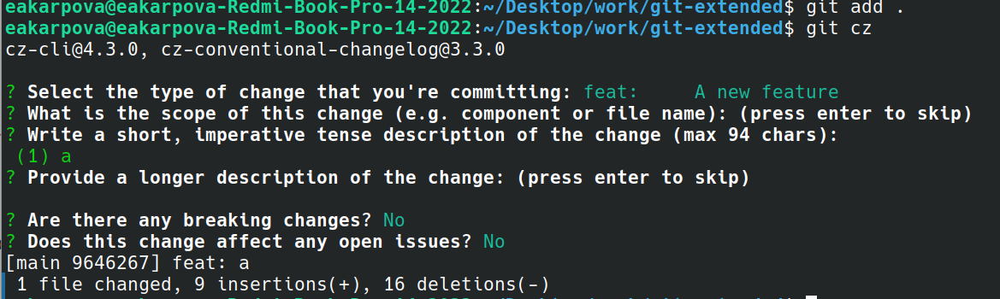 eakarpova@eakarpova-Redmi-Book-Pro-14-2022:~/Desktop/work/git-extended$ git add .
eakarpova@eakarpova-Redmi-Book-Pro-14-2022:~/Desktop/work/git-extended$ git cz
cz-cli@4.3.0, cz-conventional-changelog@3.3.0
? Select the type of change that you're committing: feat:     A new feature
? What is the scope of this change (e.g. component or file name): (press enter to skip)
? Write a short, imperative tense description of the change (max 94 chars):
(1) a
? Provide a longer description of the change: (press enter to skip)
? Are there any breaking changes? No
? Does this change affect any open issues? No
[main 9646267] feat: a
1 file changed, 9 insertions(+), 16 deletions(-)